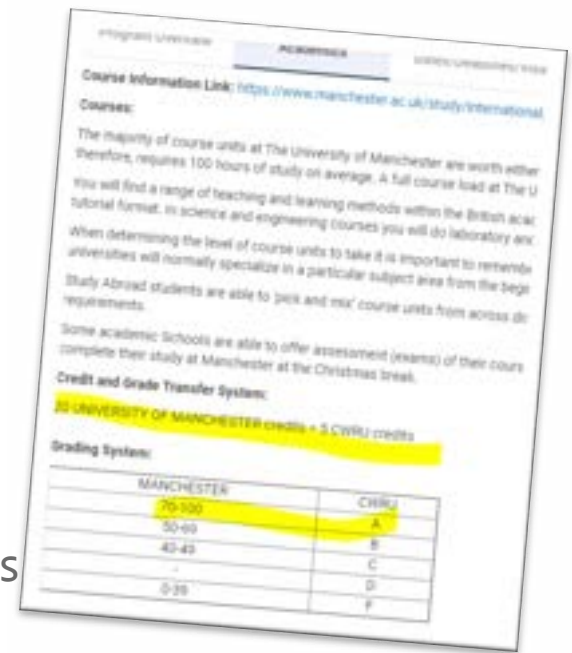 Program Overview
Academics
Course Information Link: https://www.manchester.ac.uk/study/international
Courses:
The majority of course units at The University of Manchester are worth either
therefore, requires 100 hours of study on average. A full course load at The U
You will find a range of teaching and learning methods within the British acad
tutorial format. In science and engineering courses you will do laboratory and
When determining the level of course units to take it is important to remembe
universities will normally specialize in a particular subject area from the begi
Study Abroad students are able to 'pick and mix' course units from across di
requirements.
Some academic Schools are able to offer assessment (exams) of their cours
complete their study at Manchester at the Christmas break.
Credit and Grade Transfer System:
20 UNIVERSITY OF MANCHESTER credits = 5 CWRU credits
Grading System:
MANCHESTER CWRU
70-100 A
50-69 B
40-49 C
- D
0-39 F
s